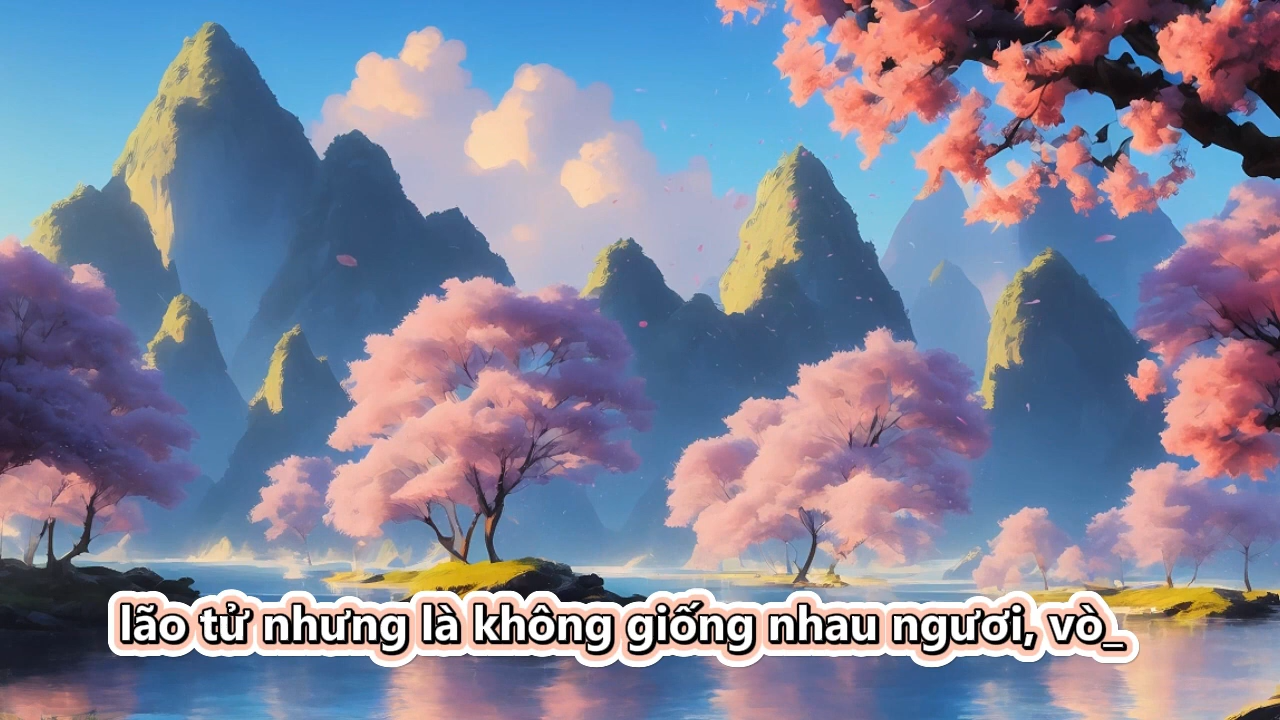 lão tử nhưng là không giống nhau ngươi, vò_